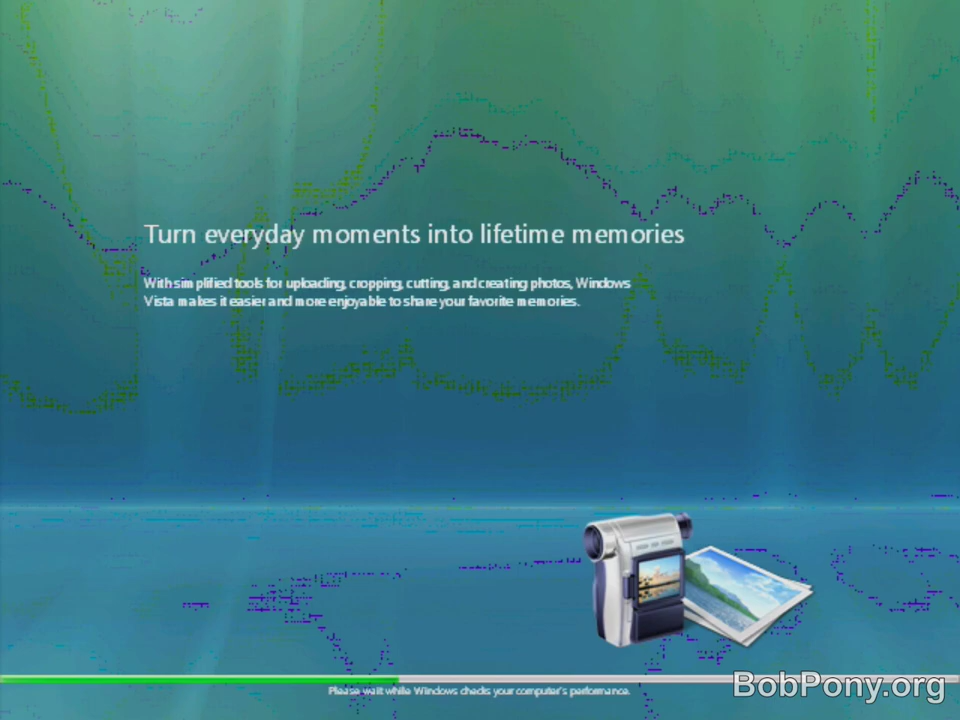 Turn everyday moments into lifetime memories
With simplified tools for uploading, cropping, cutting, and creating photos, Windows
Vista makes it easier and more enjoyable to share your favorite memories.
Please wait while Windows checks your computer's performance.
BobPony.org